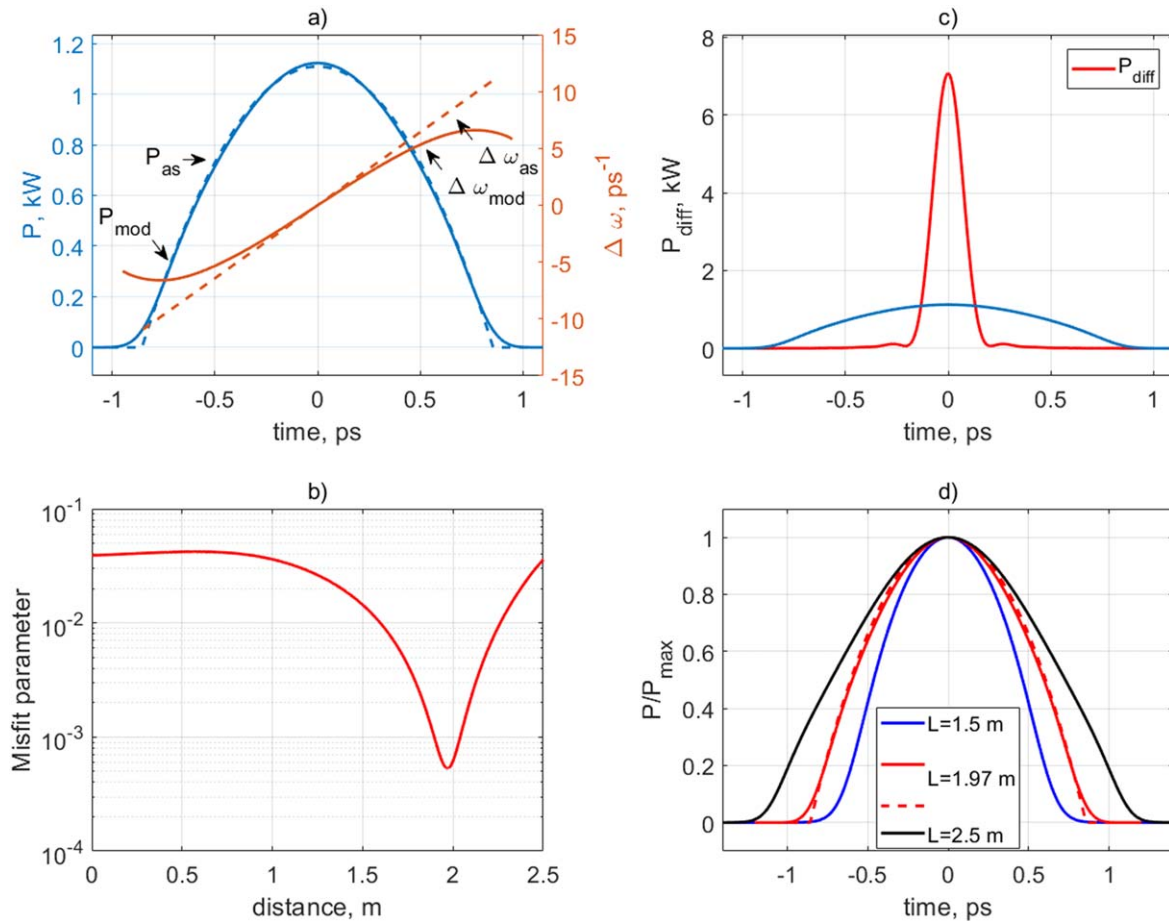 a)
P, kW
1.2
1
0.8
0.6
0.4
0.2
0
P_as
P_mod
Δ ω_as
Δ ω_mod
15
10
5
0
-5
-10
-15
Δ ω, ps^-1
-1 -0.5 0 0.5 1
time, ps
c)
P_diff, kW
8
6
4
2
0
P_diff
-1 -0.5 0 0.5 1
time, ps
b)
Misfit parameter
10^-1
10^-2
10^-3
10^-4
0 0.5 1 1.5 2 2.5
distance, m
d)
P/P_max
1
0.8
0.6
0.4
0.2
0
L=1.5 m
L=1.97 m
L=2.5 m
-1 -0.5 0 0.5 1
time, ps